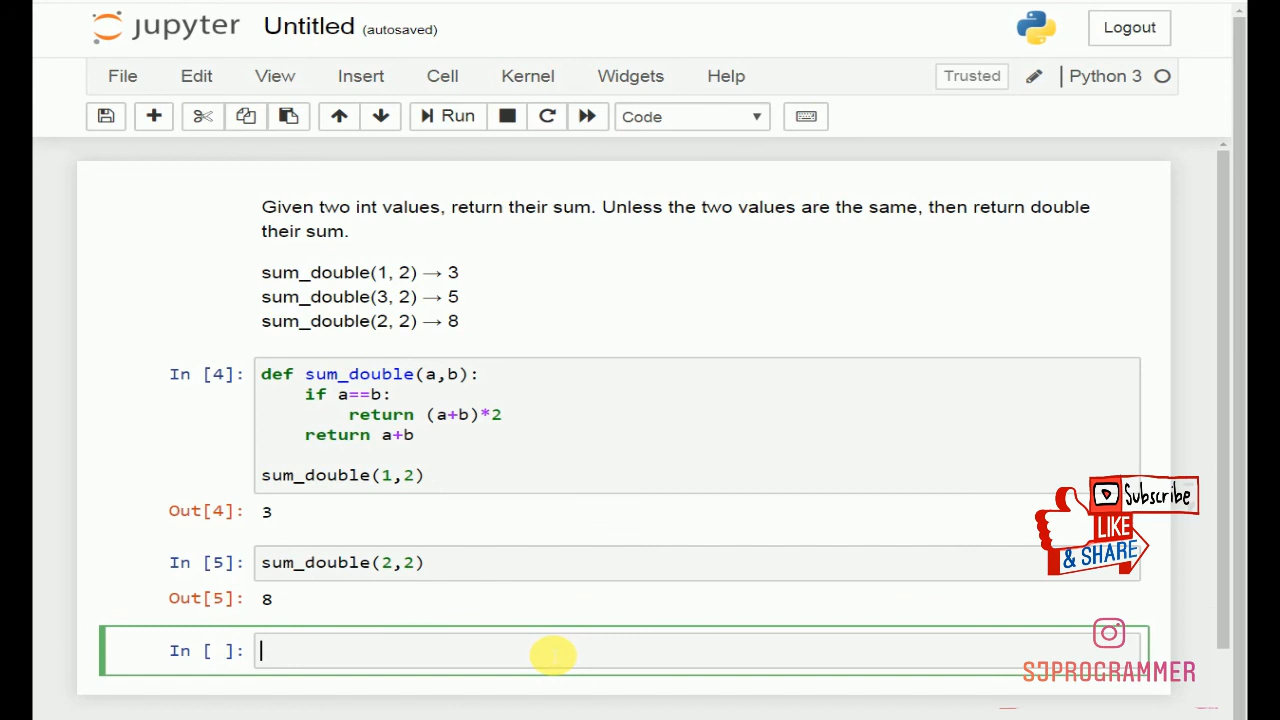 jupyter Untitled (autosaved) Logout
File Edit View Insert Cell Kernel Widgets Help Trusted Python 3
Run Code
Given two int values, return their sum. Unless the two values are the same, then return double
their sum.
sum_double(1, 2) → 3
sum_double(3, 2) → 5
sum_double(2, 2) → 8
In [4]: def sum_double(a,b):
if a==b:
return (a+b)*2
return a+b
sum_double(1,2)
Out[4]: 3
Subscribe
LIKE
& SHARE
In [5]: sum_double(2,2)
Out[5]: 8
In [ ]:
SJPROGRAMMER